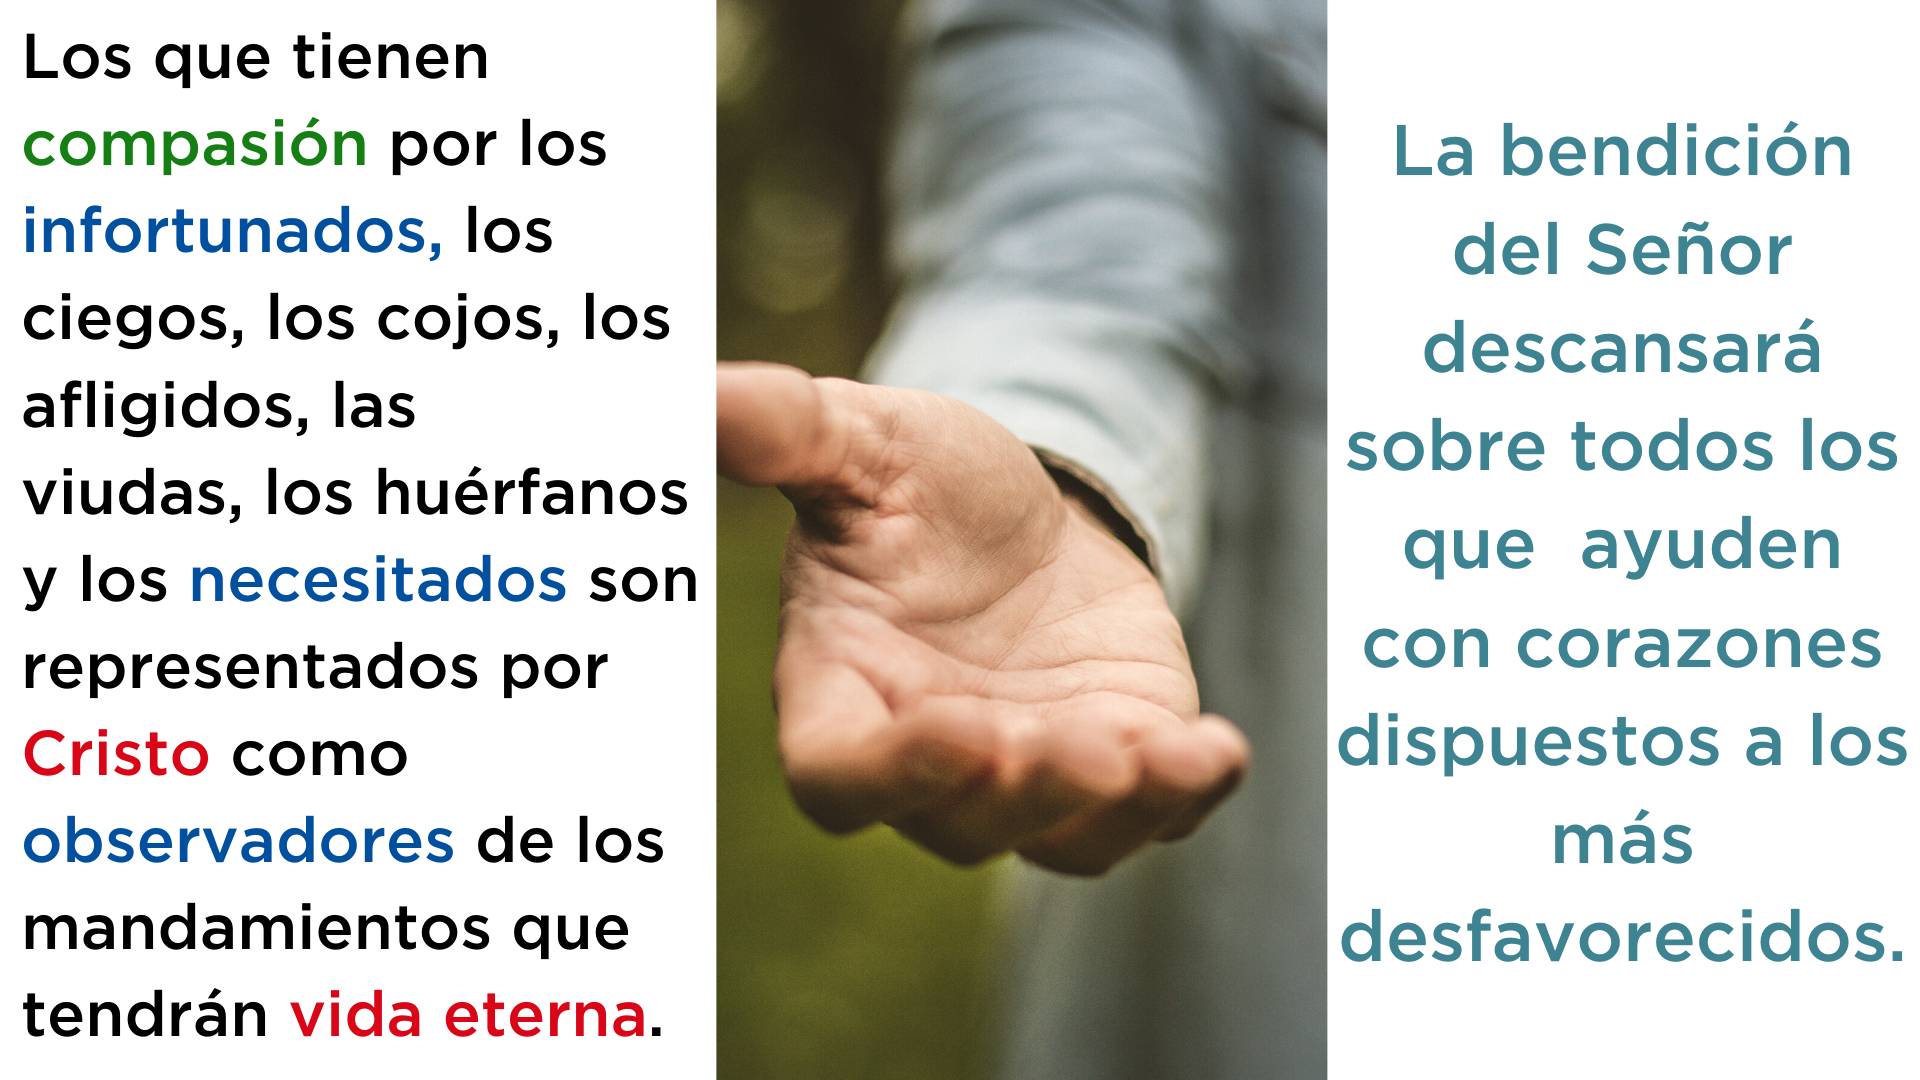 Los que tienen
compasión por los
infortunados, los
ciegos, los cojos, los
afligidos, las
viudas, los huérfanos
y los necesitados son
representados por
Cristo como
observadores de los
mandamientos que
tendrán vida eterna.
La bendición
del Señor
descansará
sobre todos los
que ayuden
con corazones
dispuestos a los
más
desfavorecidos.